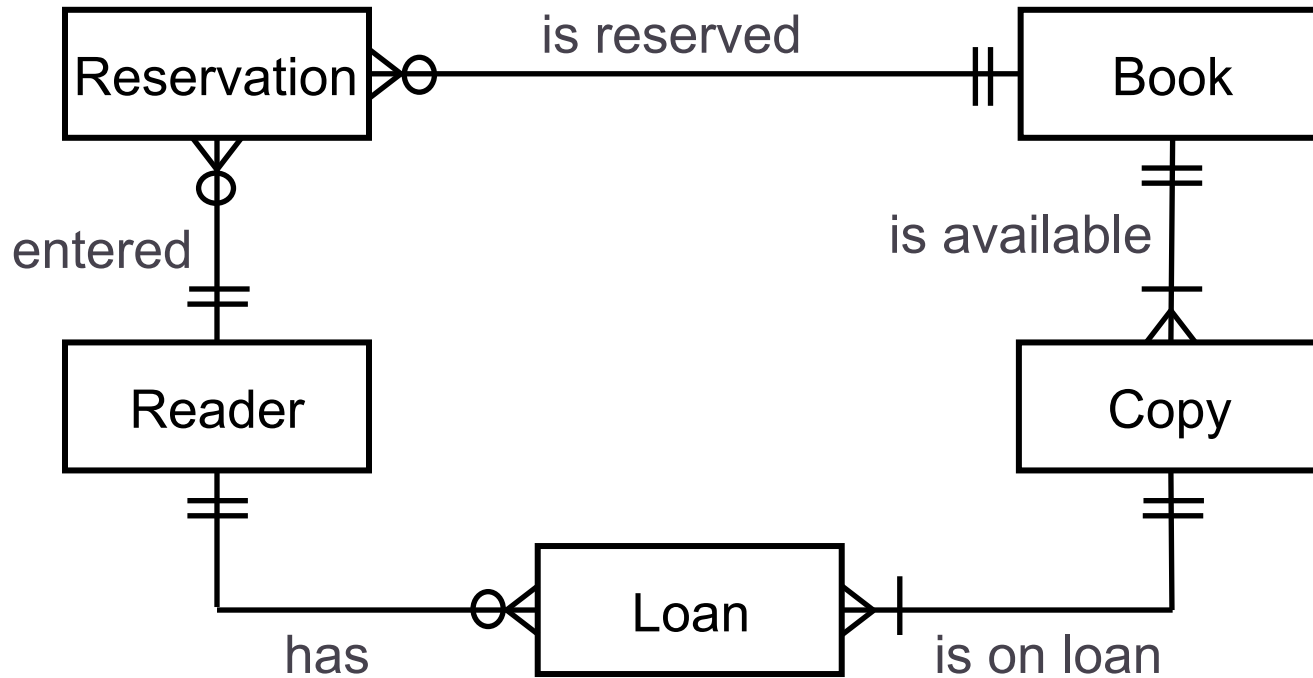 is reserved
Reservation
Book
entered
is available
Reader
Copy
Loan
has
is on loan